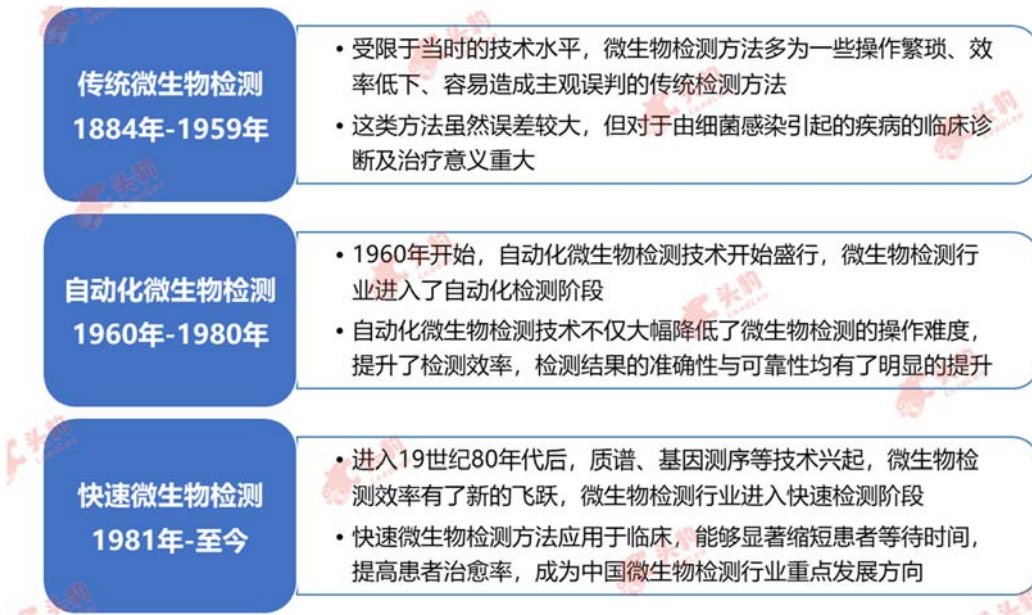 传统微生物检测
1884年-1959年
• 受限于当时的技术水平，微生物检测方法多为一些操作繁琐、效
率低下、容易造成主观误判的传统检测方法
• 这类方法虽然误差较大，但对于由细菌感染引起的疾病的临床诊
断及治疗意义重大
自动化微生物检测
1960年-1980年
• 1960年开始，自动化微生物检测技术开始盛行，微生物检测行
业进入了自动化检测阶段
• 自动化微生物检测技术不仅大幅降低了微生物检测的操作难度，
提升了检测效率，检测结果的准确性与可靠性均有了明显的提升
快速微生物检测
1981年-至今
• 进入19世纪80年代后，质谱、基因测序等技术兴起，微生物检
测效率有了新的飞跃，微生物检测行业进入快速检测阶段
• 快速微生物检测方法应用于临床，能够显著缩短患者等待时间，
提高患者治愈率，成为中国微生物检测行业重点发展方向
头豹
LeadLeo